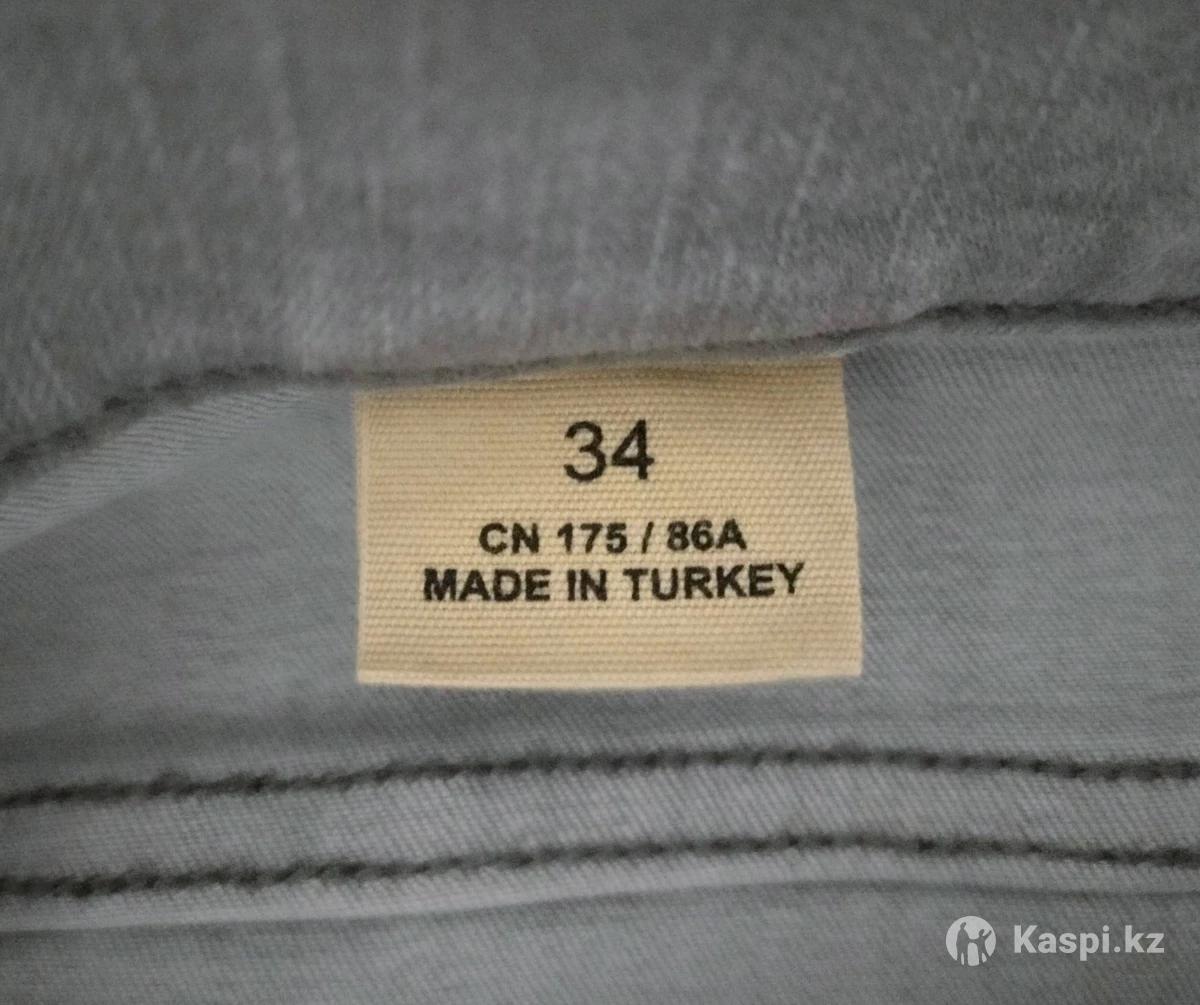 34
CN 175 / 86A
MADE IN TURKEY
Kaspi.kz